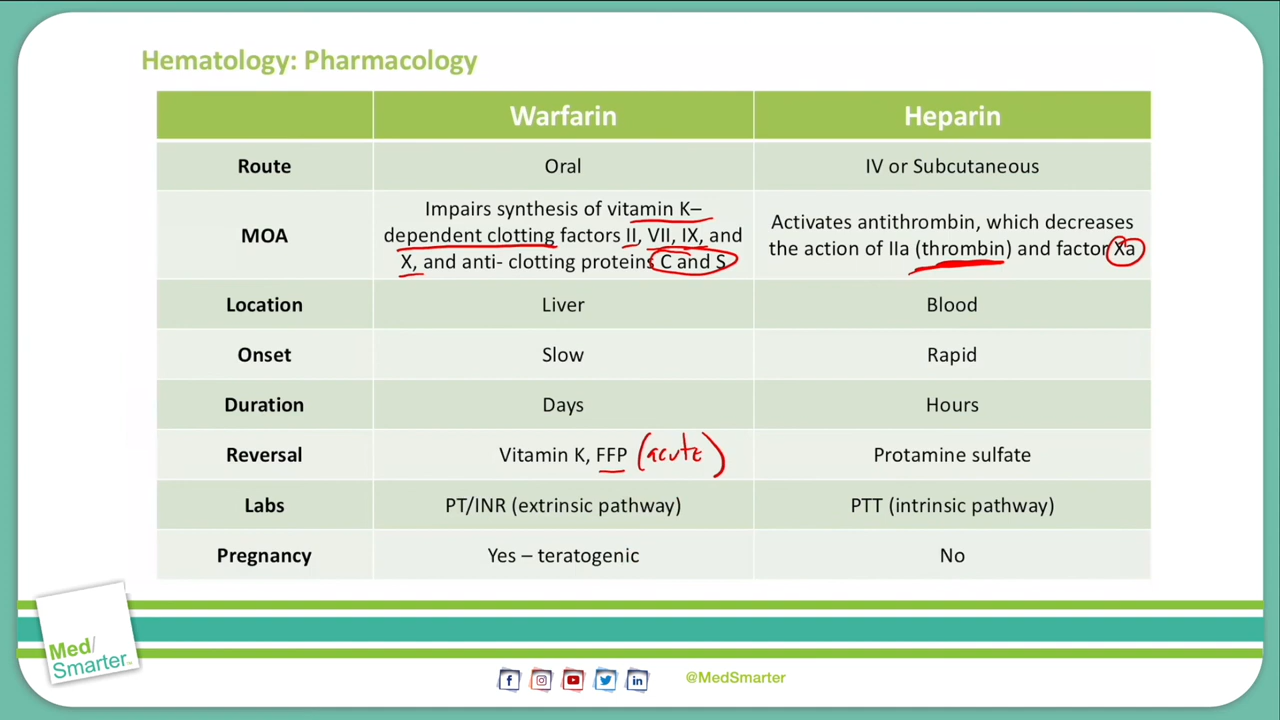 Hematology: Pharmacology
Warfarin
Heparin
Route
Oral
IV or Subcutaneous
MOA
Impairs synthesis of vitamin K–
dependent clotting factors II, VII, IX, and
X, and anti- clotting proteins C and S
Activates antithrombin, which decreases
the action of IIa (thrombin) and factor Xa
Location
Liver
Blood
Onset
Slow
Rapid
Duration
Days
Hours
Reversal
Vitamin K, FFP (acute)
Protamine sulfate
Labs
PT/INR (extrinsic pathway)
PTT (intrinsic pathway)
Pregnancy
Yes – teratogenic
No
Med/
Smarter™
@MedSmarter